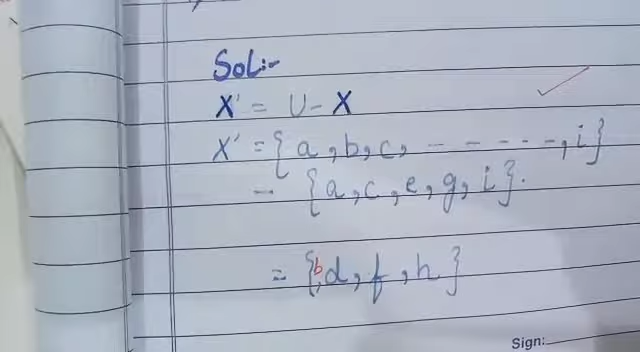 Sol:-
X' = U - X
X' = {a, b, c, - - - - - -, i}
- {a, c, e, g, i}.
= {b, d, f, h}
Sign: